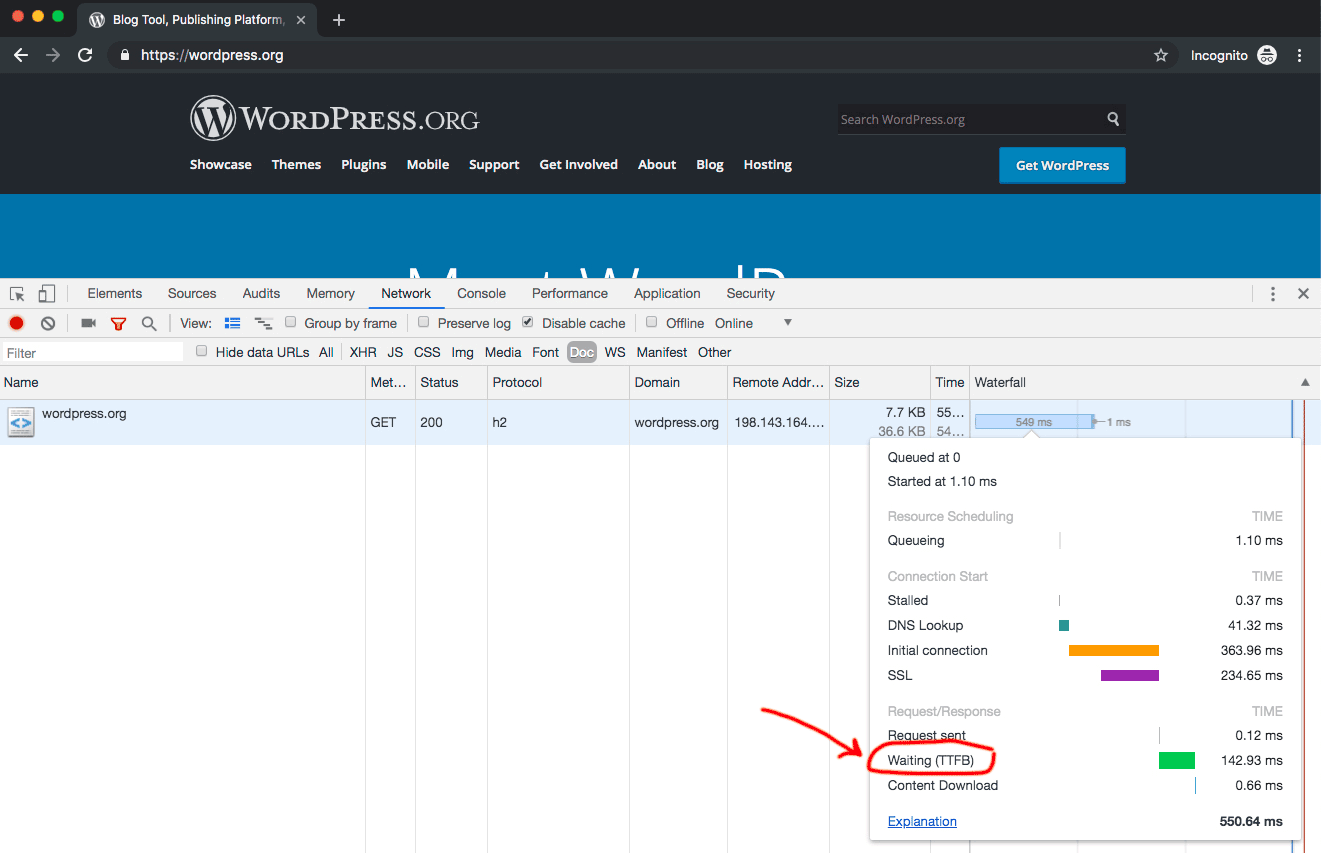 Blog Tool, Publishing Platform,
https://wordpress.org
Incognito
WORDPRESS.ORG
Search WordPress.org
Showcase Themes Plugins Mobile Support Get Involved About Blog Hosting
Get WordPress
Elements Sources Audits Memory Network Console Performance Application Security
View: Group by frame Preserve log Disable cache Offline Online
Filter Hide data URLs All XHR JS CSS Img Media Font Doc WS Manifest Other
Name Met... Status Protocol Domain Remote Addr... Size Time Waterfall
wordpress.org GET 200 h2 wordpress.org 198.143.164.... 7.7 KB 55... 549 ms 1 ms
36.6 KB 54...
Queued at 0
Started at 1.10 ms
Resource Scheduling TIME
Queueing 1.10 ms
Connection Start TIME
Stalled 0.37 ms
DNS Lookup 41.32 ms
Initial connection 363.96 ms
SSL 234.65 ms
Request/Response TIME
Request sent 0.12 ms
Waiting (TTFB) 142.93 ms
Content Download 0.66 ms
Explanation 550.64 ms